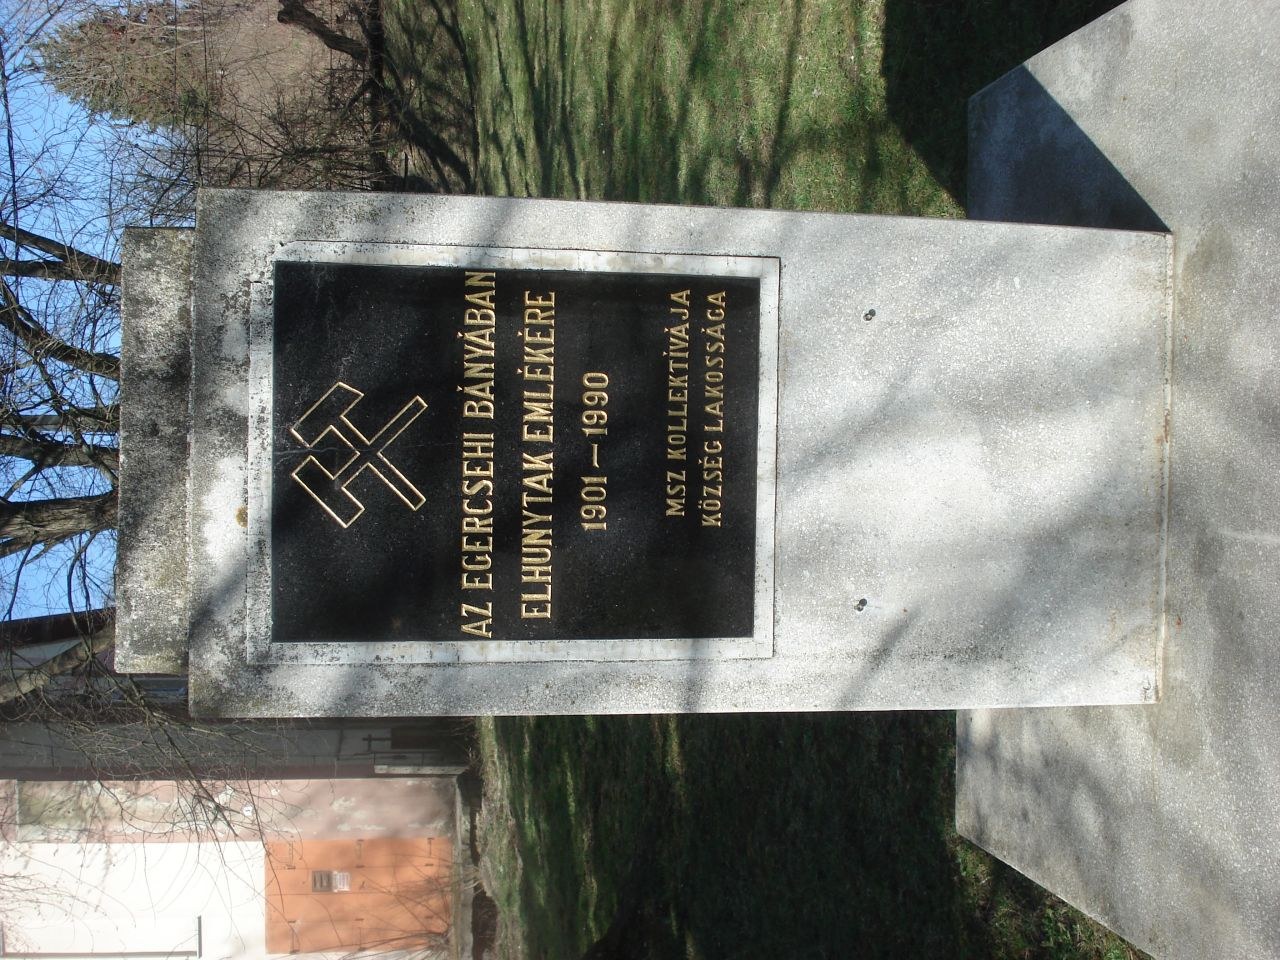 AZ EGERCSEHI BÁNYÁBAN
ELHUNYTAK EMLÉKÉRE
1901–1990
MSZ KOLLEKTÍVÁJA
KÖZSÉG LAKOSSÁGA